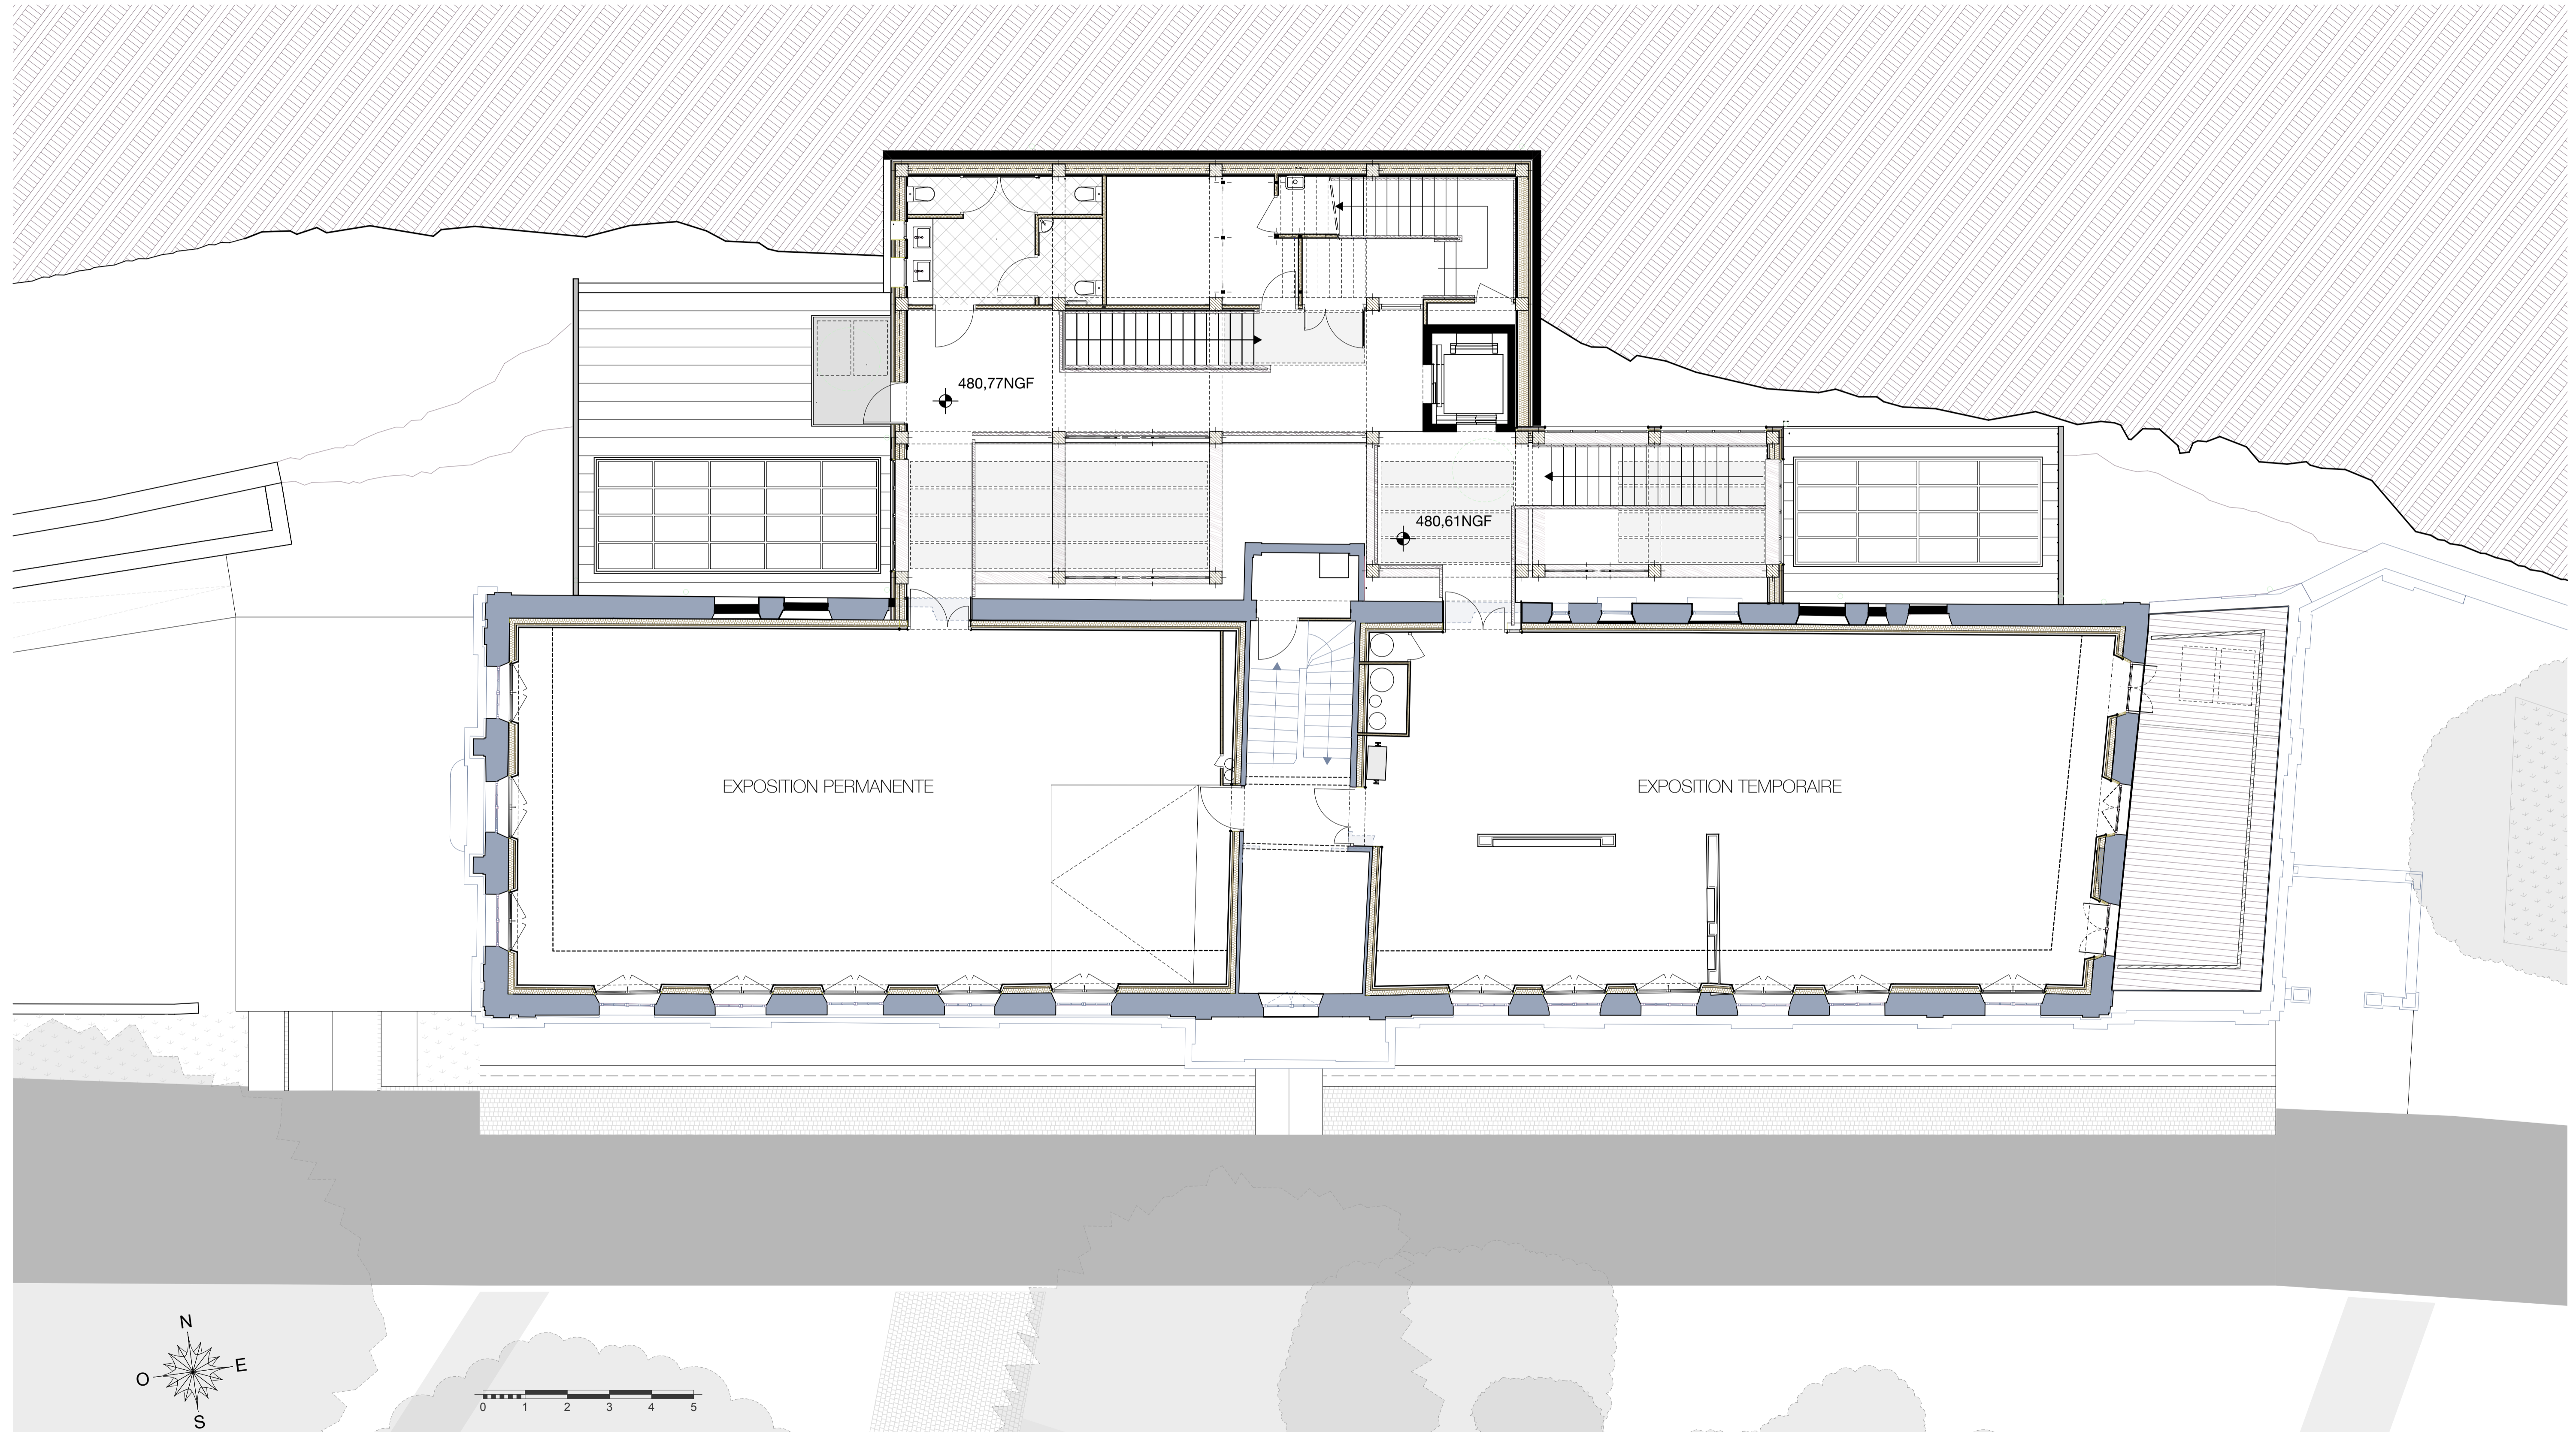 480,77NGF
480,61NGF
EXPOSITION PERMANENTE
EXPOSITION TEMPORAIRE
N
O E
S
0 1 2 3 4 5